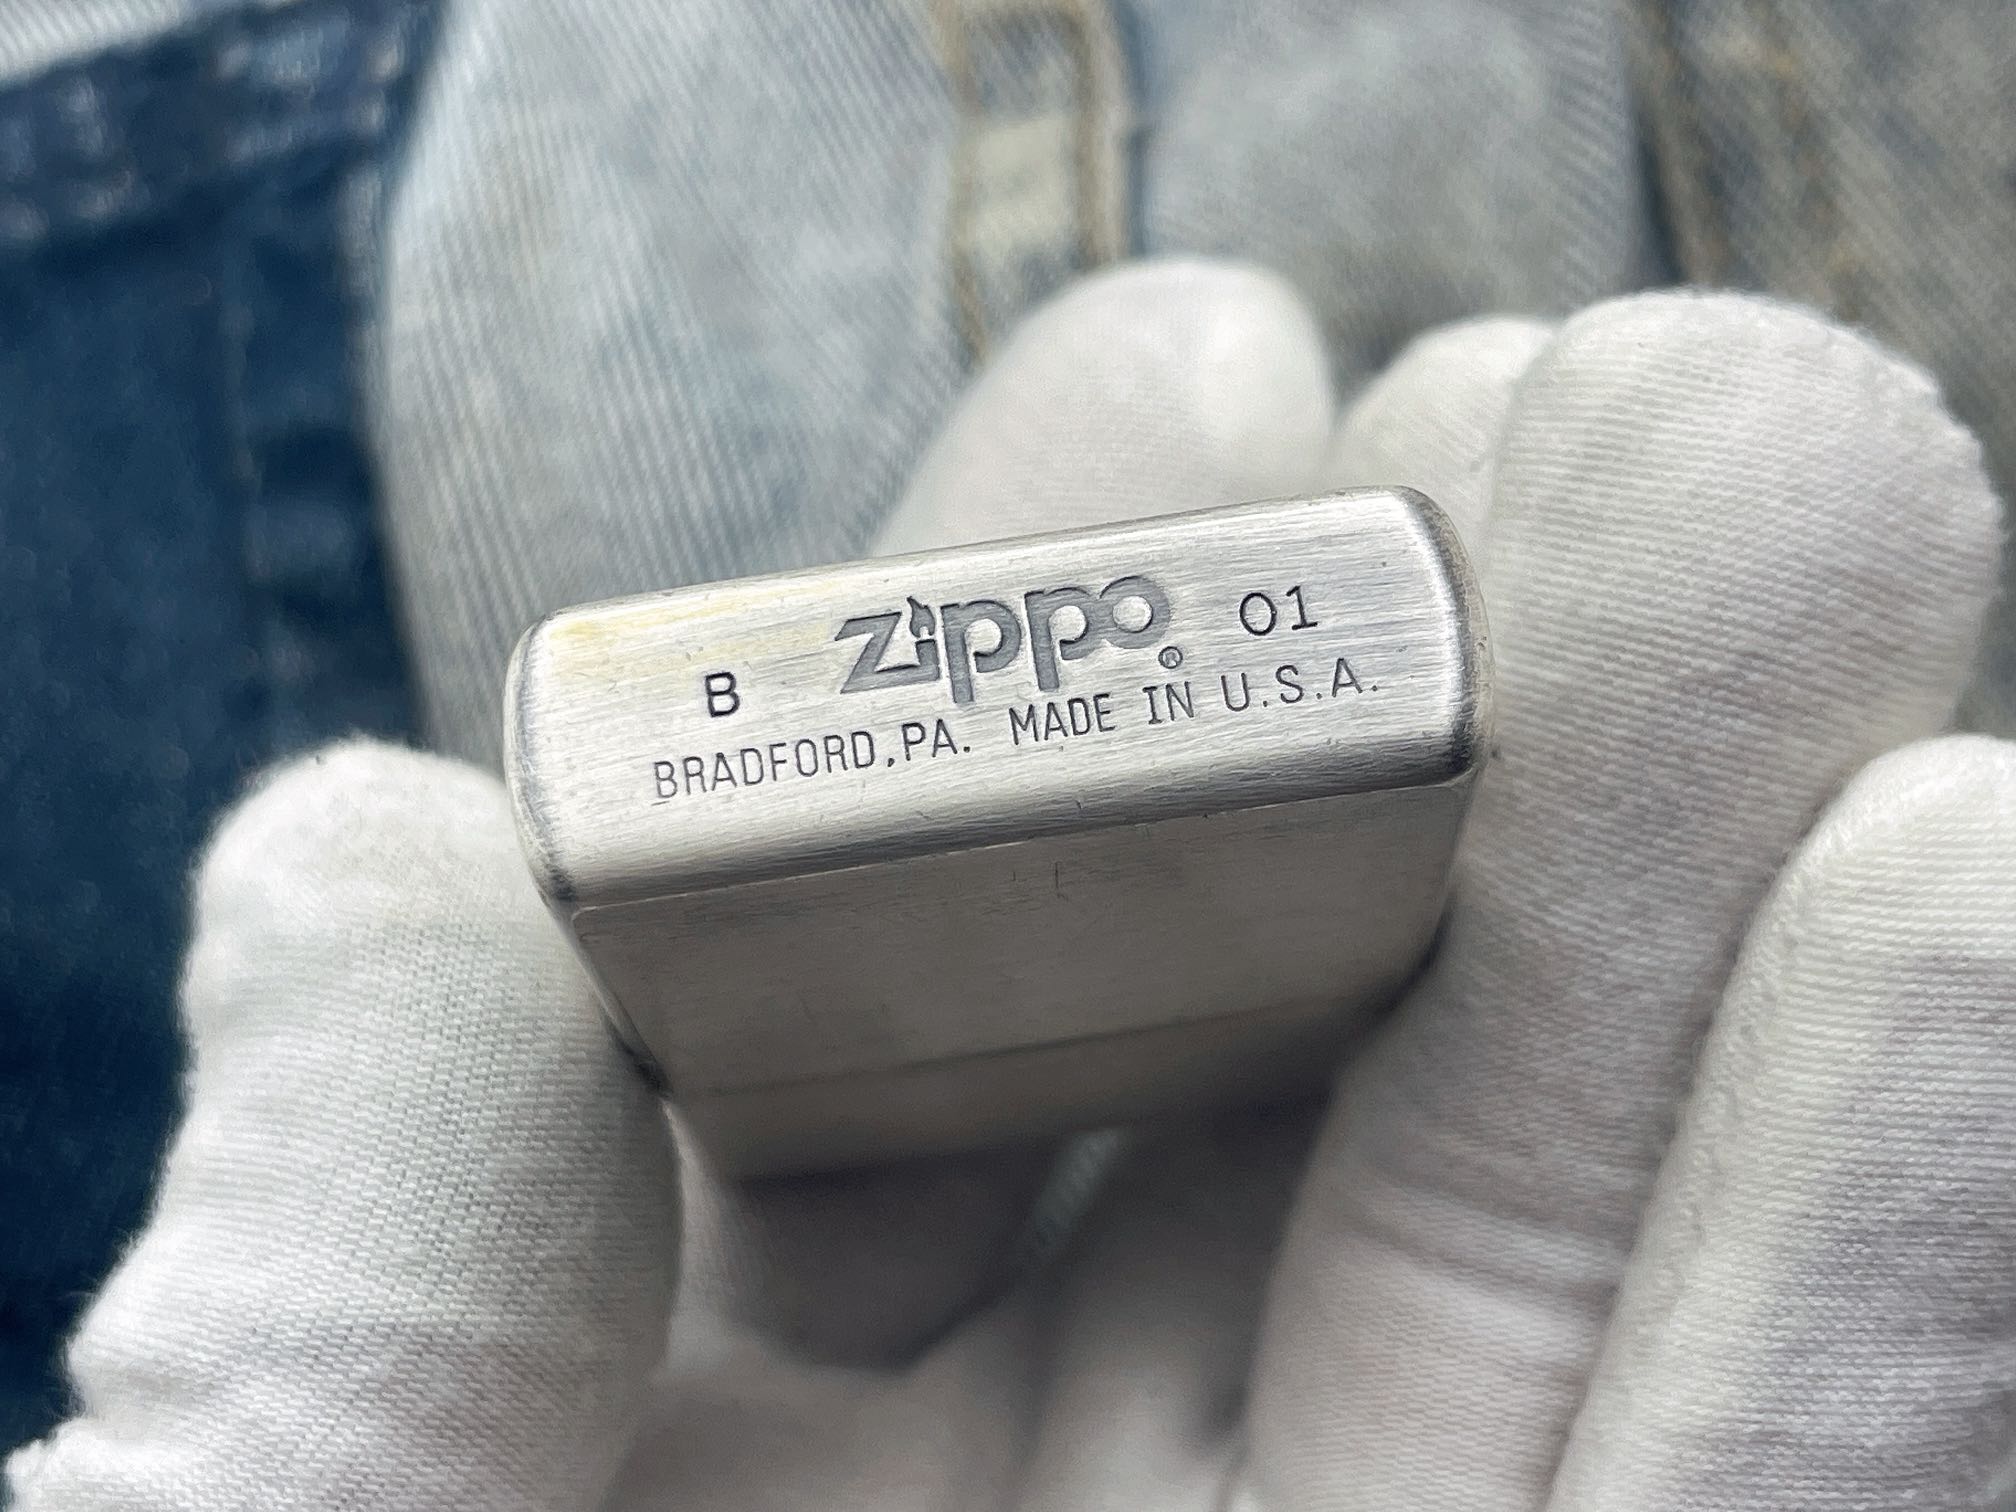 B zippo® 01
BRADFORD,PA. MADE IN U.S.A.